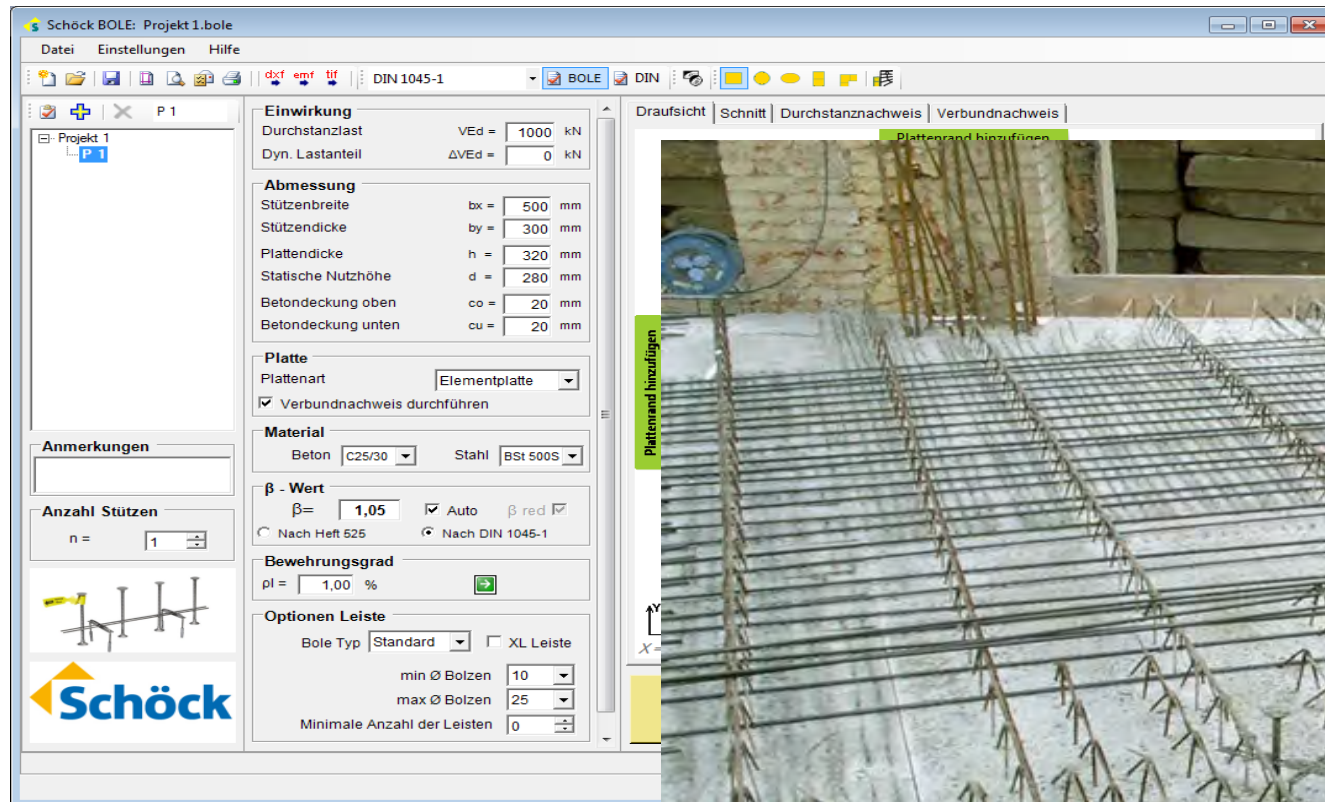 Schöck BOLE: Projekt 1.bole
Datei Einstellungen Hilfe
dxf emf tif DIN 1045-1 BOLE DIN
P 1
Projekt 1
P 1
Anmerkungen
Anzahl Stützen
n = 1
Schöck
Einwirkung
Durchstanzlast VEd = 1000 kN
Dyn. Lastanteil ΔVEd = 0 kN
Abmessung
Stützenbreite bx = 500 mm
Stützendicke by = 300 mm
Plattendicke h = 320 mm
Statische Nutzhöhe d = 280 mm
Betondeckung oben co = 20 mm
Betondeckung unten cu = 20 mm
Platte
Plattenart Elementplatte
Verbundnachweis durchführen
Material
Beton C25/30 Stahl BSt 500S
β - Wert
β= 1,05 Auto β red
Nach Heft 525 Nach DIN 1045-1
Bewehrungsgrad
ρl = 1,00 %
Optionen Leiste
Bole Typ Standard XL Leiste
min Ø Bolzen 10
max Ø Bolzen 25
Minimale Anzahl der Leisten 0
Draufsicht Schnitt Durchstanznachweis Verbundnachweis
Plattenrand hinzufügen
Plattenrand hinzufügen
Y
X =